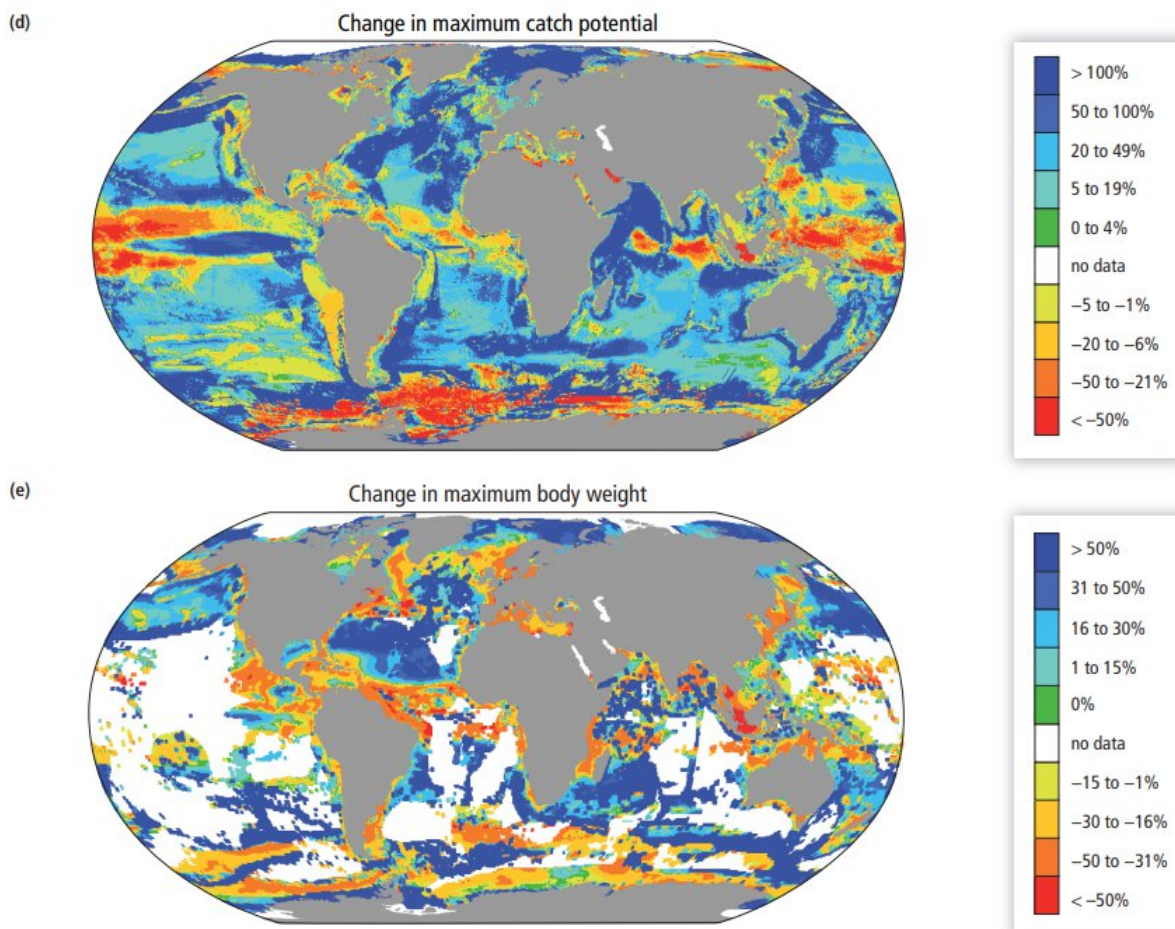 (d)
Change in maximum catch potential
> 100%
50 to 100%
20 to 49%
5 to 19%
0 to 4%
no data
–5 to –1%
–20 to –6%
–50 to –21%
< –50%
(e)
Change in maximum body weight
> 50%
31 to 50%
16 to 30%
1 to 15%
0%
no data
–15 to –1%
–30 to –16%
–50 to –31%
< –50%